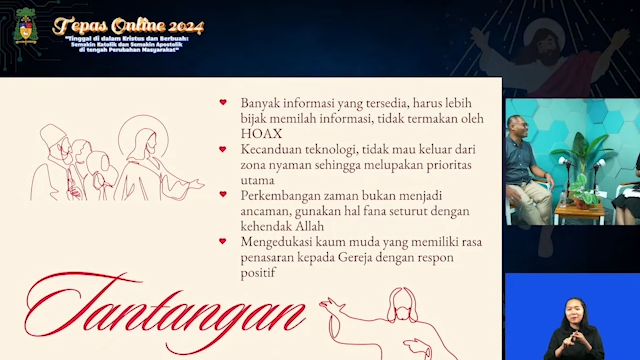 Tepas Online 2024
"Tinggal di dalam Kristus dan Berbuah:
Semakin Katolik dan Semakin Apostolik
di tengah Perubahan Masyarakat"
Banyak informasi yang tersedia, harus lebih
bijak memilah informasi, tidak termakan oleh
HOAX
Kecanduan teknologi, tidak mau keluar dari
zona nyaman sehingga melupakan prioritas
utama
Perkembangan zaman bukan menjadi
ancaman, gunakan hal fana seturut dengan
kehendak Allah
Mengedukasi kaum muda yang memiliki rasa
penasaran kepada Gereja dengan respon
positif
Tantangan